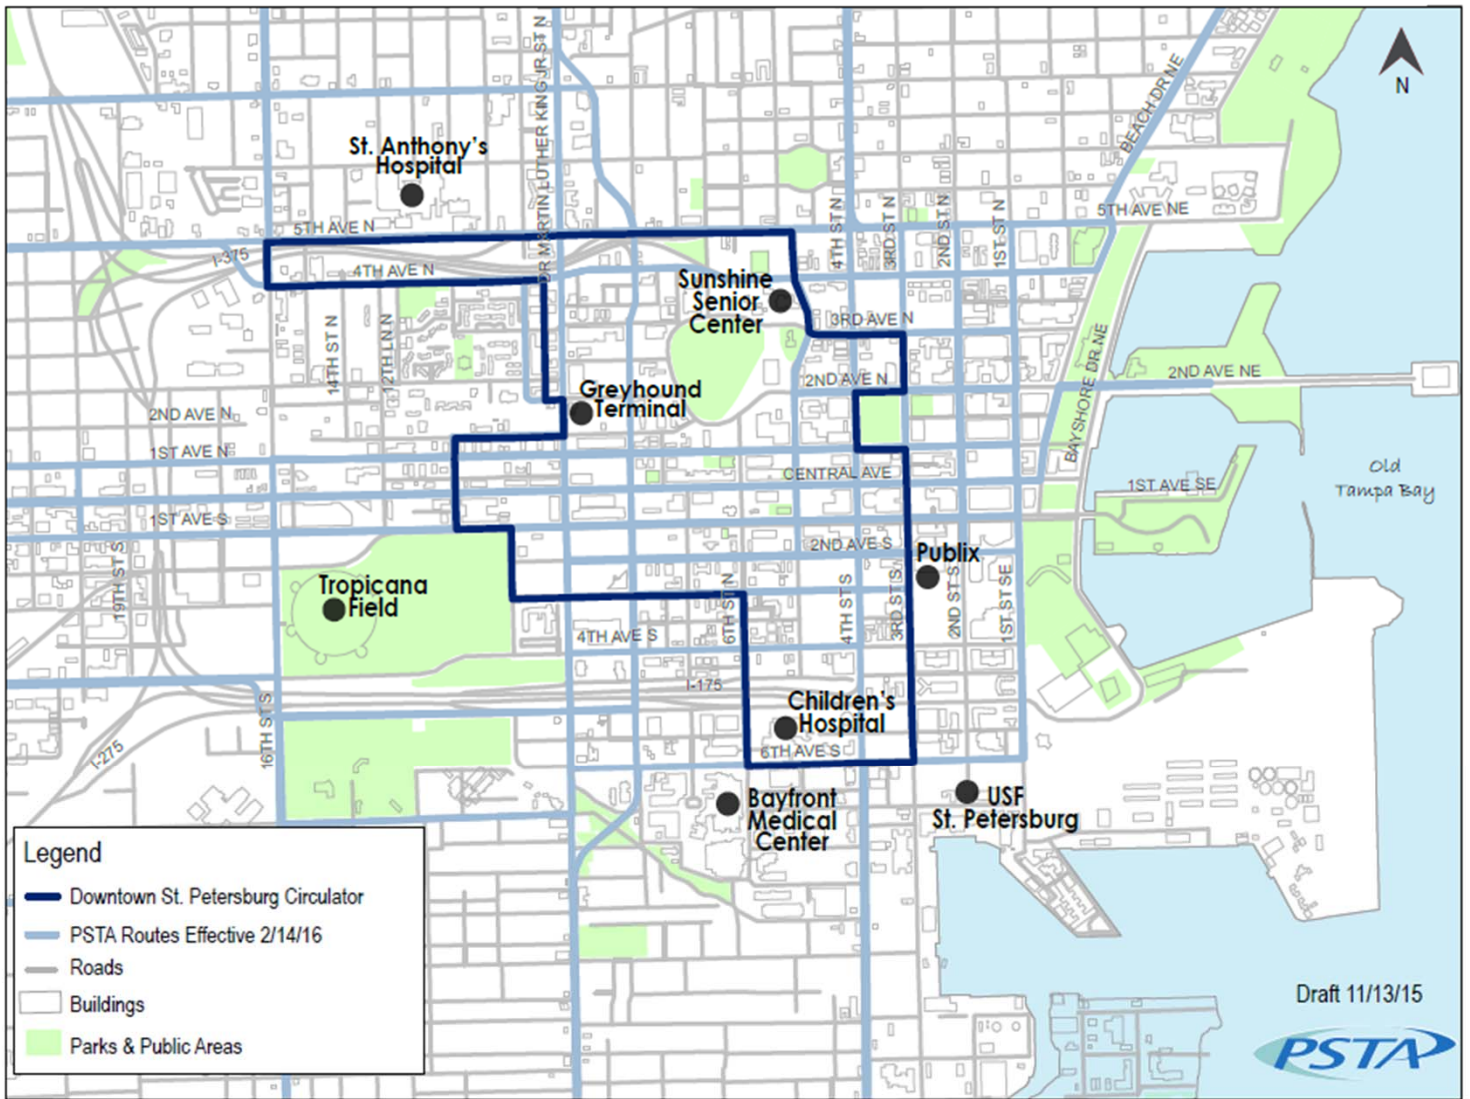 N
BEACH DR NE
DR MARTIN LUTHER KING JR ST N
St. Anthony's
Hospital
5TH AVE N
5TH AVE NE
I-375
4TH AVE N
4TH ST N
3RD ST N
2ND ST N
1ST ST N
Sunshine
Senior
Center
3RD AVE N
14TH ST N
12TH LN N
2ND AVE N
2ND AVE NE
BAYSHORE DR NE
Greyhound
Terminal
2ND AVE N
1ST AVE N
CENTRAL AVE
1ST AVE SE
Old
Tampa Bay
1ST AVE S
2ND AVE S
Publix
19TH ST S
Tropicana
Field
6TH ST N
4TH ST S
3RD ST S
2ND ST S
1ST ST SE
4TH AVE S
I-175
16TH ST S
I-275
Children's
Hospital
6TH AVE S
Bayfront
Medical
Center
USF
St. Petersburg
Legend
Downtown St. Petersburg Circulator
PSTA Routes Effective 2/14/16
Roads
Buildings
Parks & Public Areas
Draft 11/13/15
PSTA